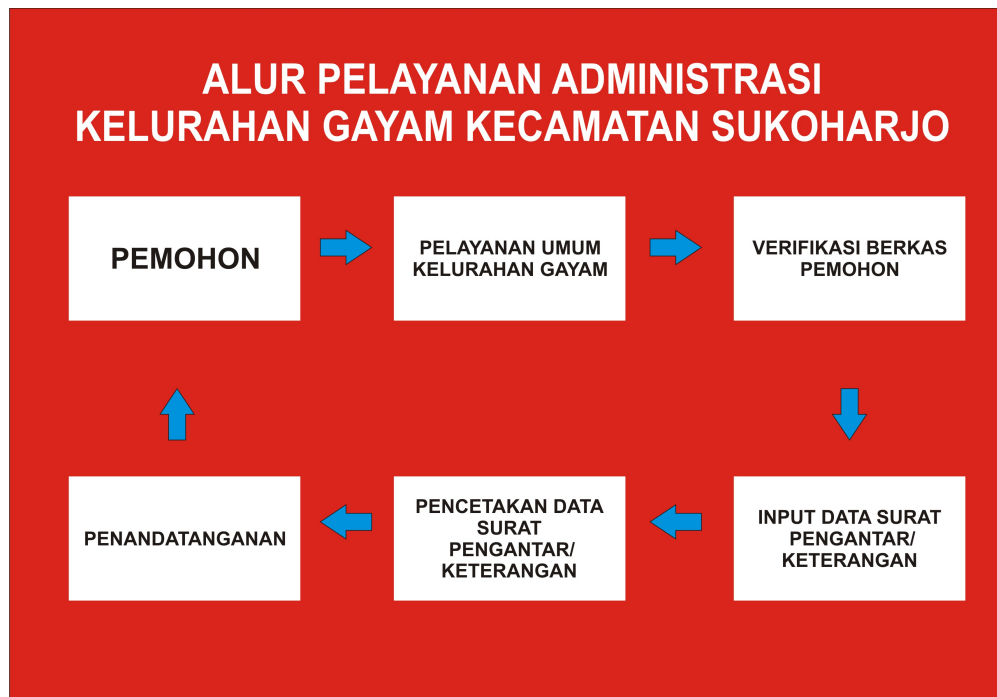 ALUR PELAYANAN ADMINISTRASI
KELURAHAN GAYAM KECAMATAN SUKOHARJO
PEMOHON
PELAYANAN UMUM
KELURAHAN GAYAM
VERIFIKASI BERKAS
PEMOHON
INPUT DATA SURAT
PENGANTAR/
KETERANGAN
PENCETAKAN DATA
SURAT
PENGANTAR/
KETERANGAN
PENANDATANGANAN